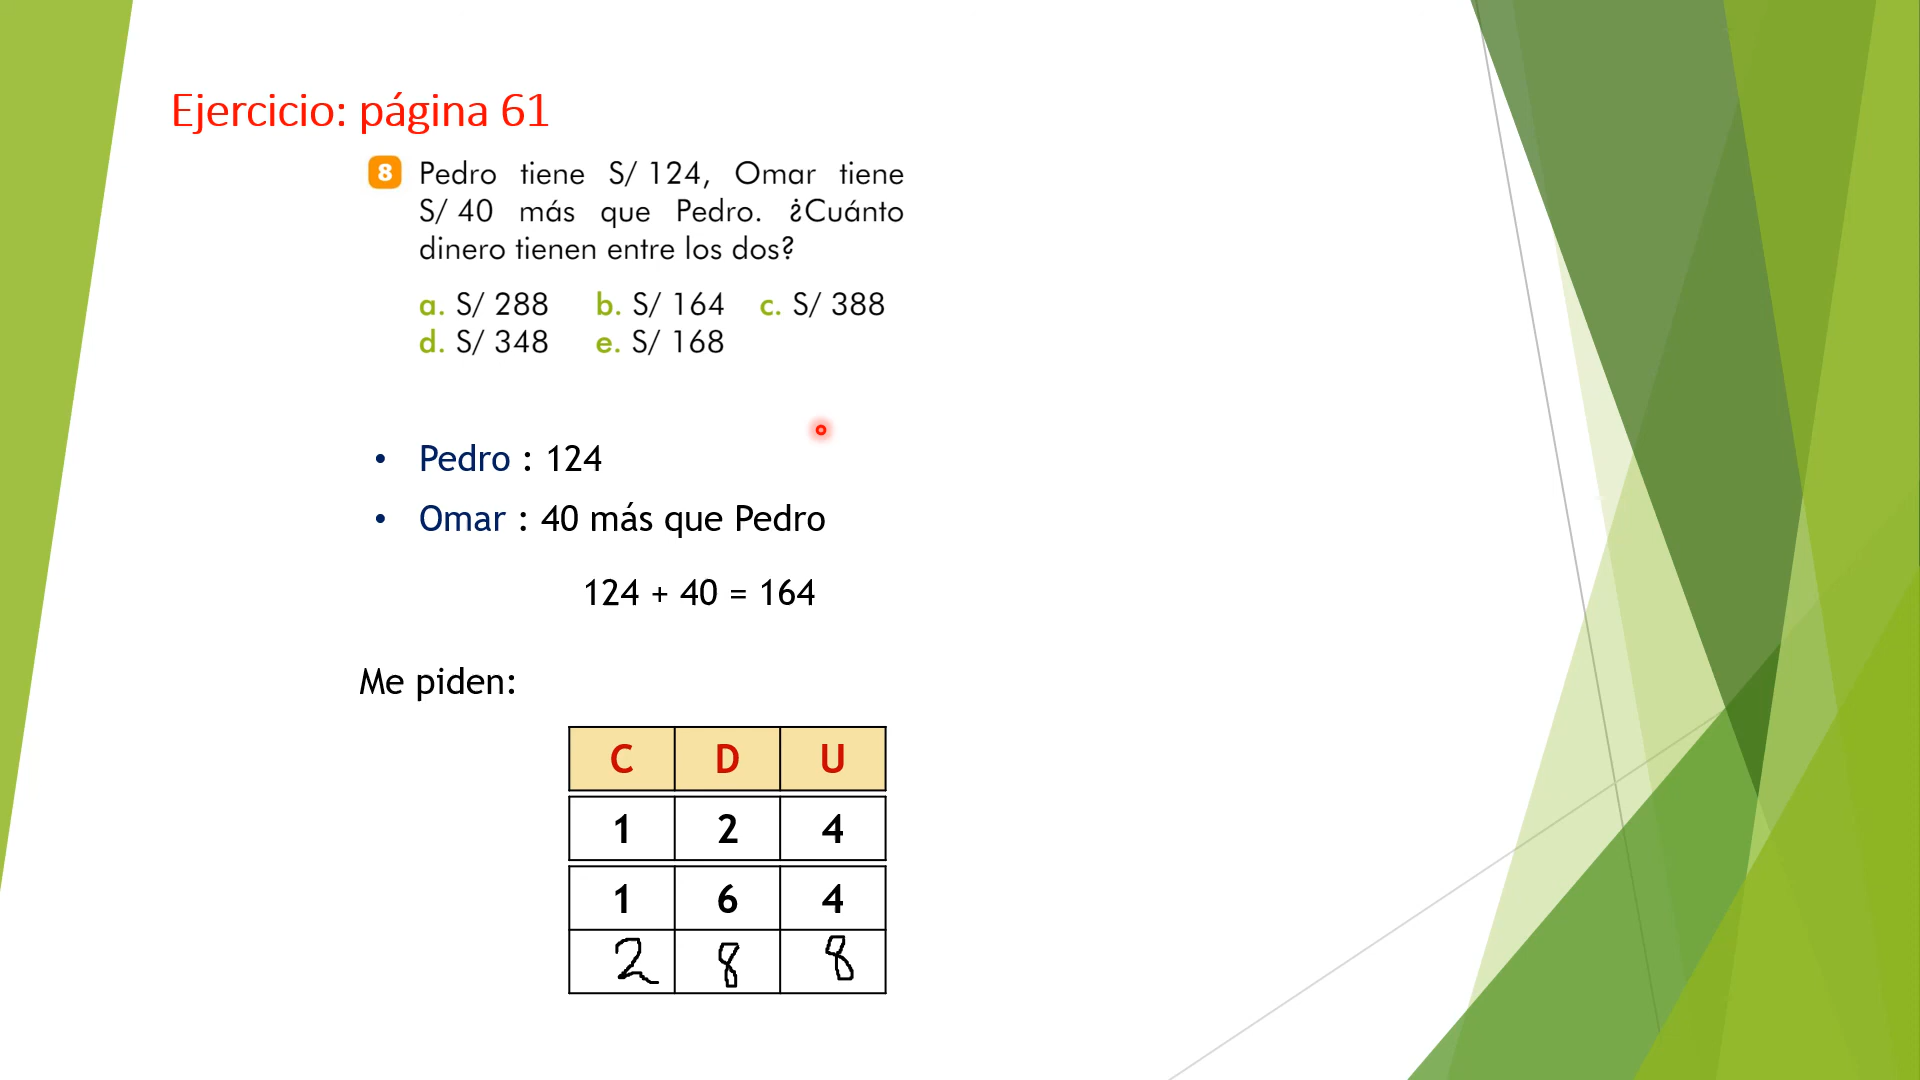 Ejercicio: página 61
8 Pedro tiene S/ 124, Omar tiene
S/ 40 más que Pedro. ¿Cuánto
dinero tienen entre los dos?
a. S/ 288 b. S/ 164 c. S/ 388
d. S/ 348 e. S/ 168
• Pedro : 124
• Omar : 40 más que Pedro
124 + 40 = 164
Me piden:
C D U
1 2 4
1 6 4
2 8 8